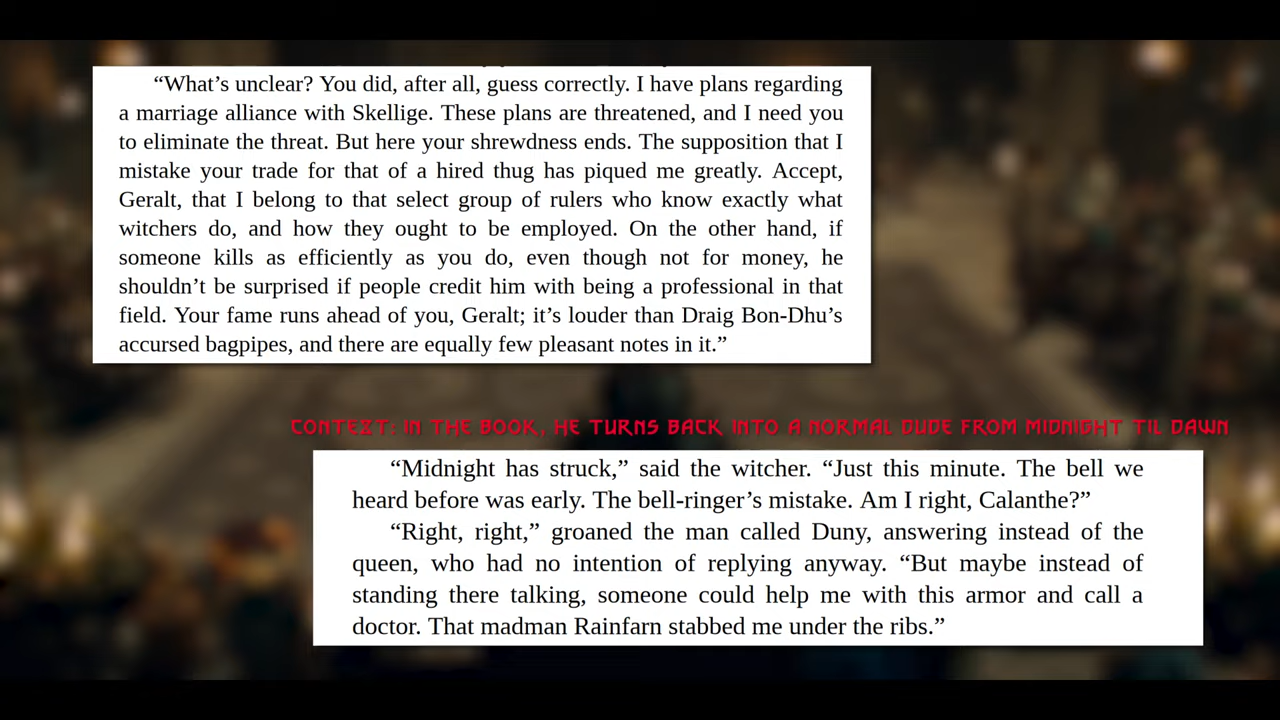 “What’s unclear? You did, after all, guess correctly. I have plans regarding
a marriage alliance with Skellige. These plans are threatened, and I need you
to eliminate the threat. But here your shrewdness ends. The supposition that I
mistake your trade for that of a hired thug has piqued me greatly. Accept,
Geralt, that I belong to that select group of rulers who know exactly what
witchers do, and how they ought to be employed. On the other hand, if
someone kills as efficiently as you do, even though not for money, he
shouldn’t be surprised if people credit him with being a professional in that
field. Your fame runs ahead of you, Geralt; it’s louder than Draig Bon-Dhu’s
accursed bagpipes, and there are equally few pleasant notes in it.”
CONTEXT: IN THE BOOK, HE TURNS BACK INTO A NORMAL DUDE FROM MIDNIGHT TIL DAWN
“Midnight has struck,” said the witcher. “Just this minute. The bell we
heard before was early. The bell-ringer’s mistake. Am I right, Calanthe?”
“Right, right,” groaned the man called Duny, answering instead of the
queen, who had no intention of replying anyway. “But maybe instead of
standing there talking, someone could help me with this armor and call a
doctor. That madman Rainfarn stabbed me under the ribs.”